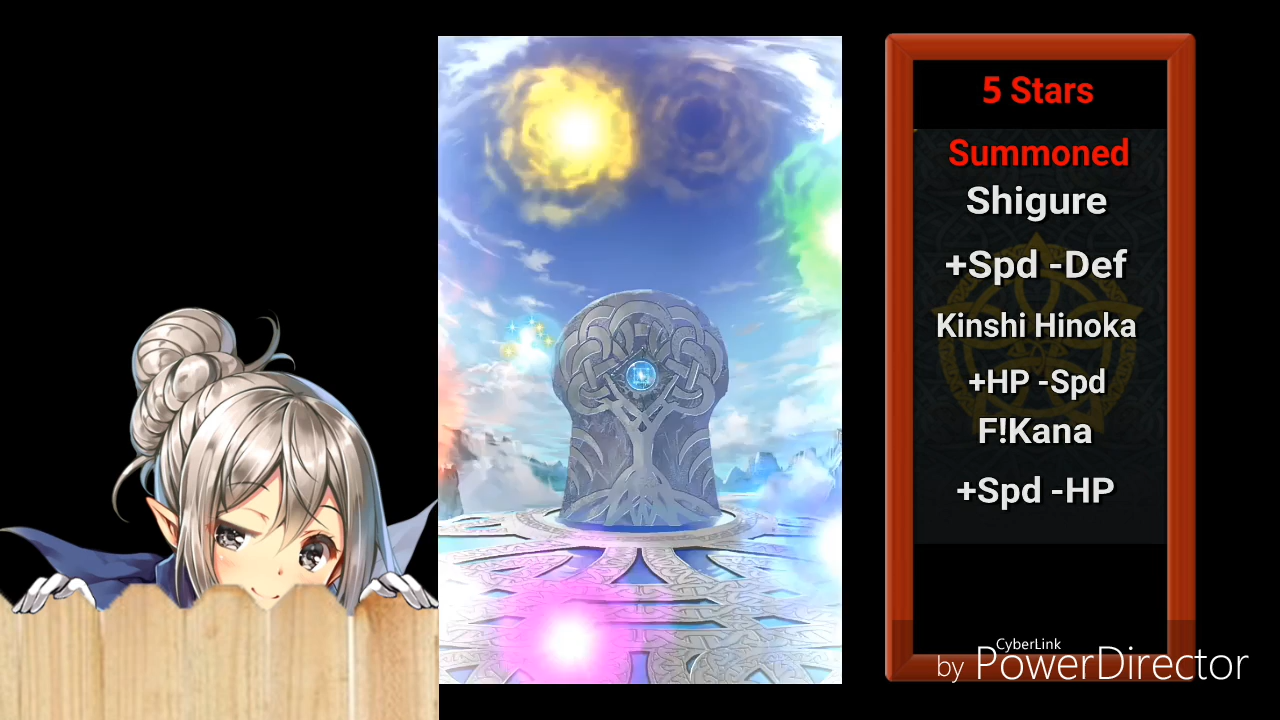 5 Stars
Summoned
Shigure
+Spd -Def
Kinshi Hinoka
+HP -Spd
F!Kana
+Spd -HP
CyberLink
by PowerDirector